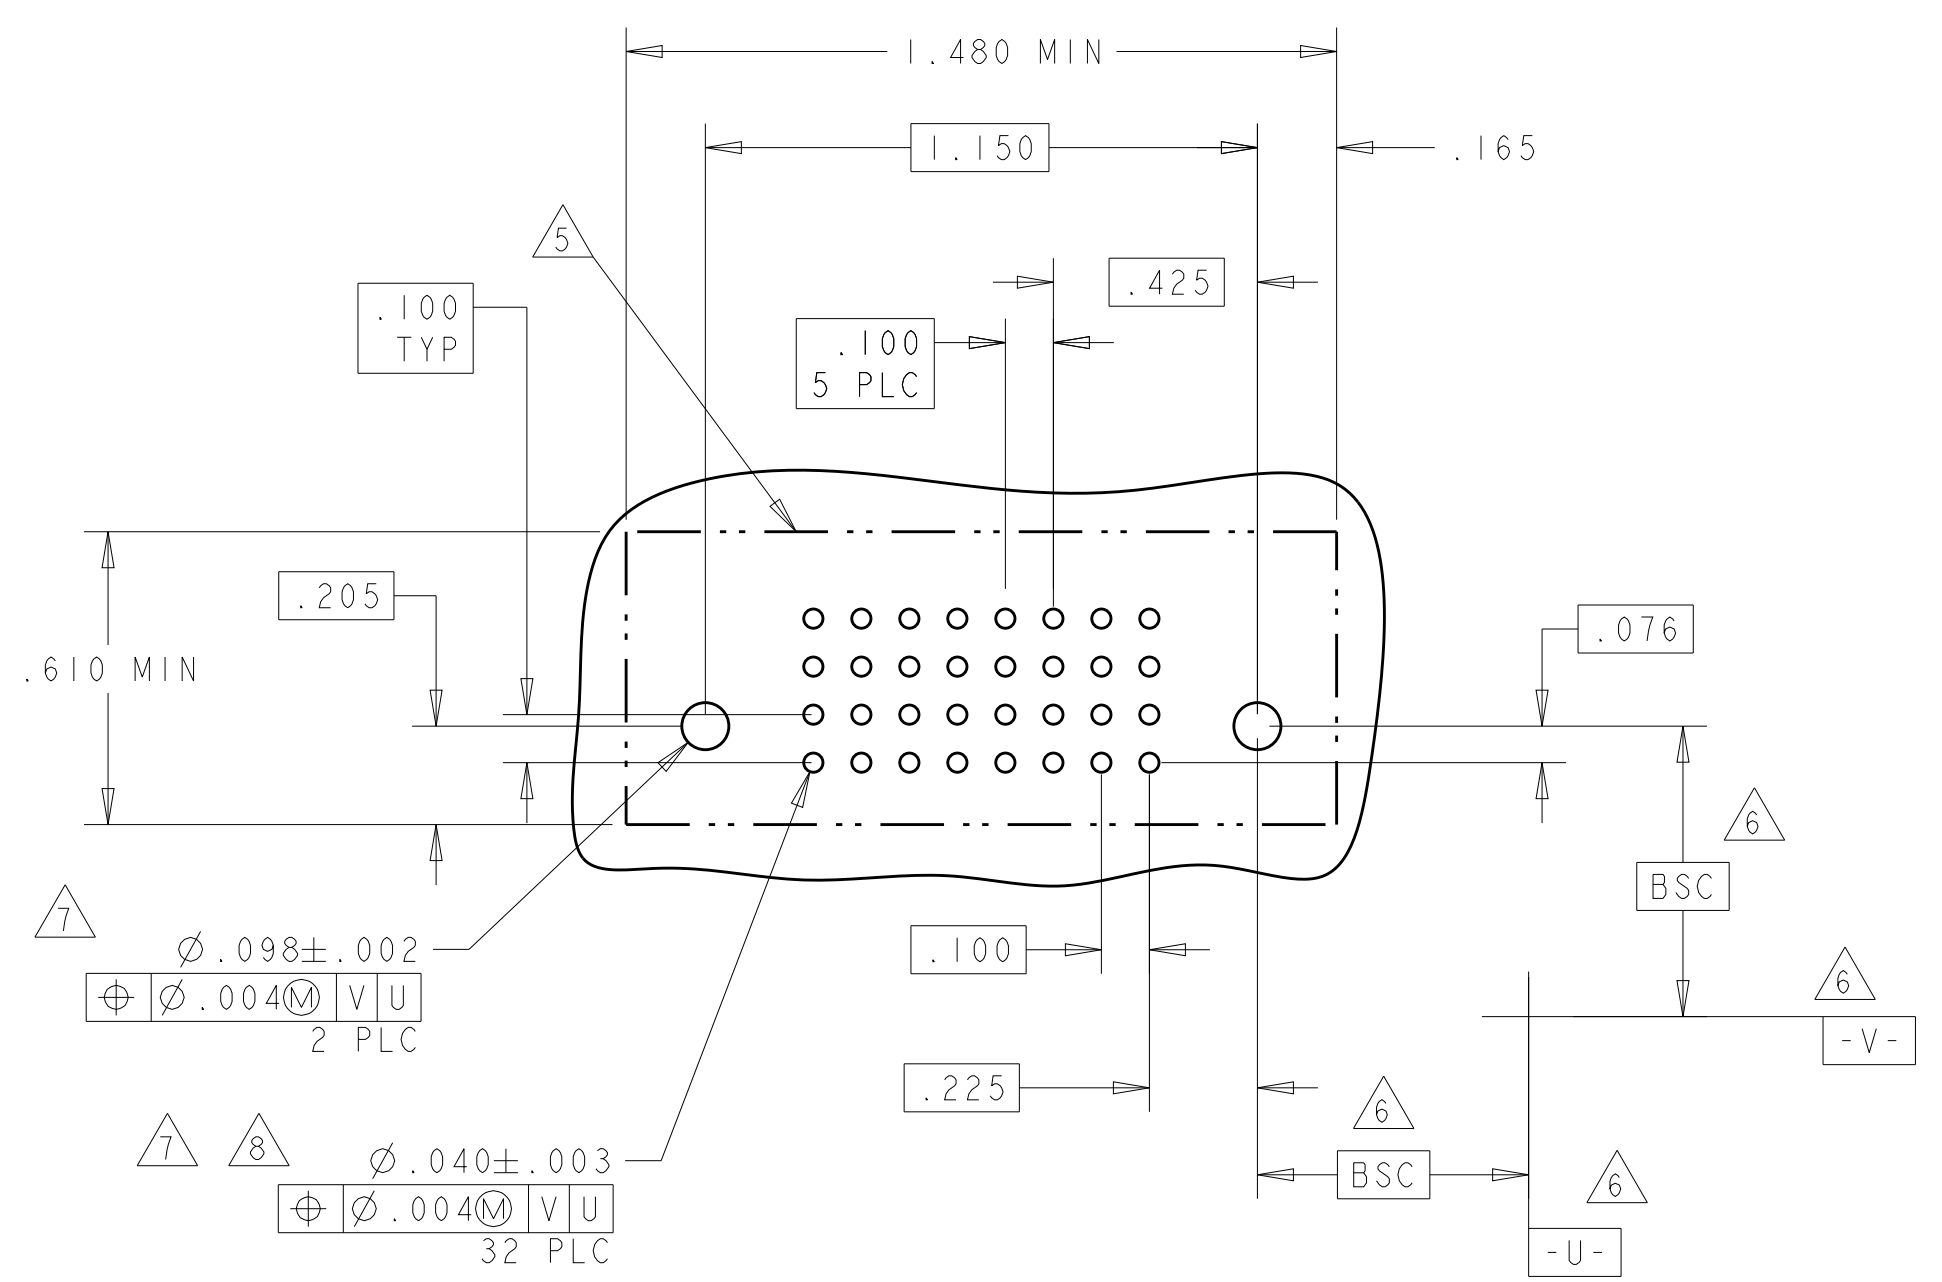 1.480 MIN
1.150
.165
5
.425
.100
TYP
.100
5 PLC
.205
.076
.610 MIN
6
BSC
7
⌀.098±.002
⌖ ⌀.004Ⓜ V U
2 PLC
.100
6
-V-
.225
6
7 8
⌀.040±.003
BSC
6
⌖ ⌀.004Ⓜ V U
32 PLC
-U-